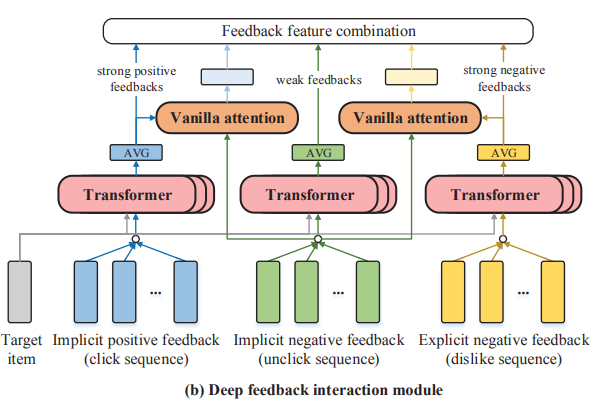 Feedback feature combination
strong positive
feedbacks
weak feedbacks
strong negative
feedbacks
Vanilla attention
Vanilla attention
AVG
AVG
AVG
Transformer
Transformer
Transformer
...
...
...
Target
item
Implicit positive feedback
(click sequence)
Implicit negative feedback
(unclick sequence)
Explicit negative feedback
(dislike sequence)
(b) Deep feedback interaction module